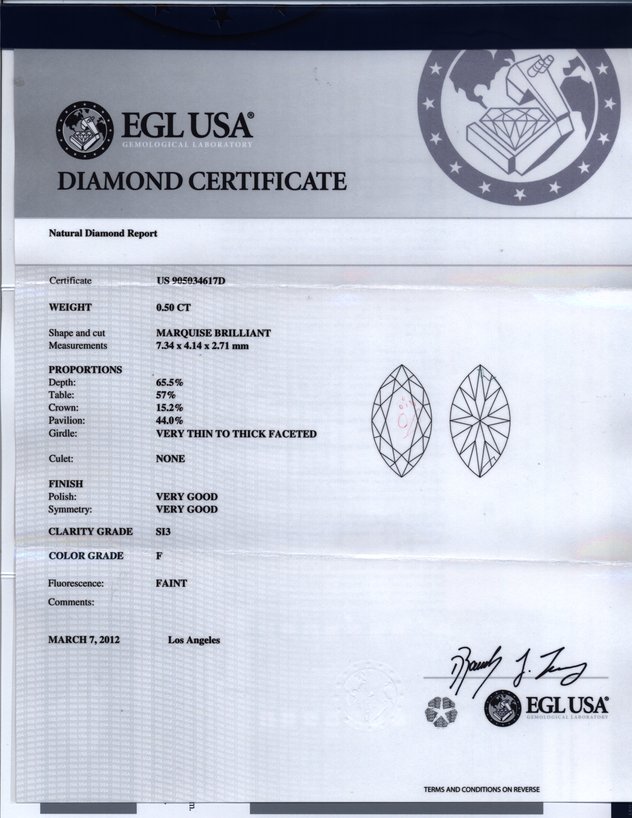 EGL USA®
GEMOLOGICAL LABORATORY
DIAMOND CERTIFICATE
Natural Diamond Report
Certificate US 905034617D
WEIGHT 0.50 CT
Shape and cut MARQUISE BRILLIANT
Measurements 7.34 x 4.14 x 2.71 mm
PROPORTIONS
Depth: 65.5%
Table: 57%
Crown: 15.2%
Pavilion: 44.0%
Girdle: VERY THIN TO THICK FACETED
Culet: NONE
FINISH
Polish: VERY GOOD
Symmetry: VERY GOOD
CLARITY GRADE SI3
COLOR GRADE F
Fluorescence: FAINT
Comments:
MARCH 7, 2012 Los Angeles
EGL USA®
GEMOLOGICAL LABORATORY
TERMS AND CONDITIONS ON REVERSE